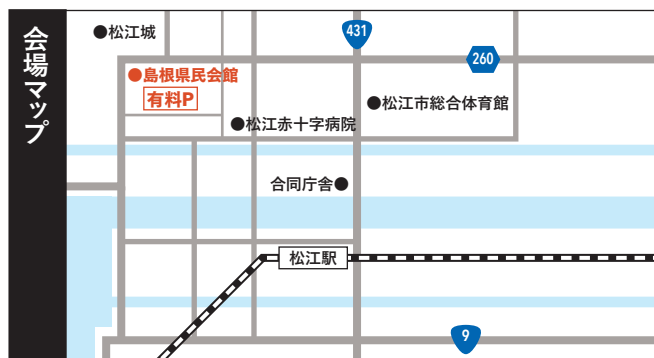 会場マップ
●松江城
431
260
●島根県民会館
有料P
●松江市総合体育館
●松江赤十字病院
合同庁舎●
松江駅
9